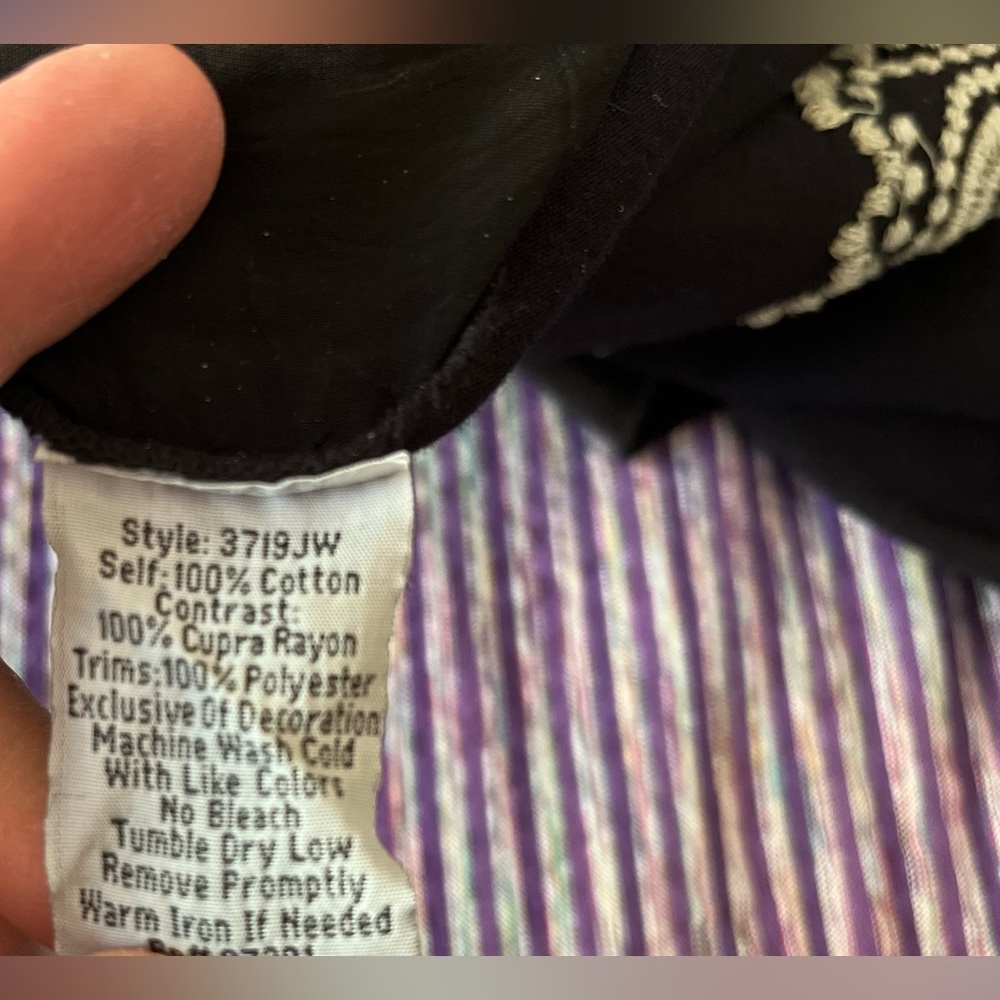 Style: 3719JW
Self:100% Cotton
Contrast:
100% Cupra Rayon
Trims:100% Polyester
Exclusive Of Decoration
Machine Wash Cold
With Like Colors
No Bleach
Tumble Dry Low
Remove Promptly
Warm Iron If Needed